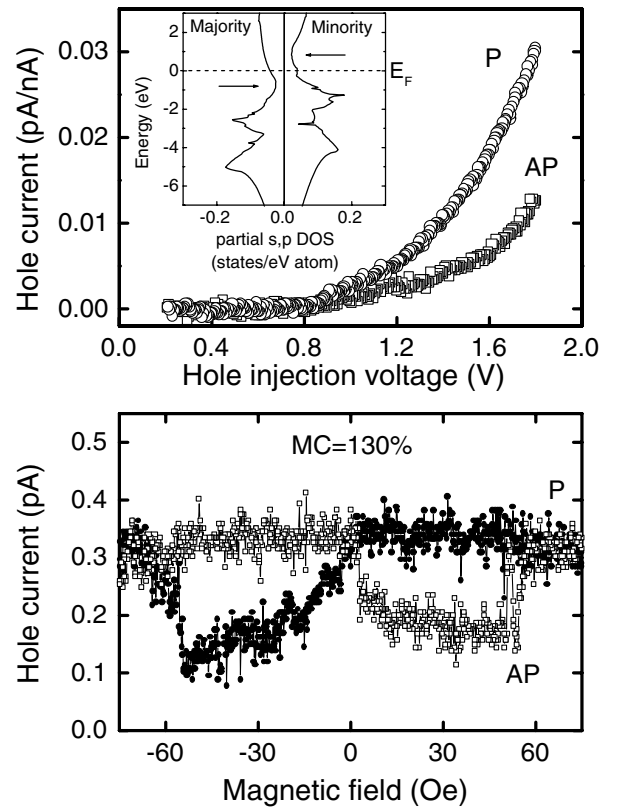 Majority Minority
2
0
-2
-4
-6
Energy (eV)
E_F
-0.2 0.0 0.2
partial s,p DOS
(states/eV atom)
P
AP
0.03
0.02
0.01
0.00
Hole current (pA/nA)
0.0 0.4 0.8 1.2 1.6 2.0
Hole injection voltage (V)
MC=130%
P
AP
0.5
0.4
0.3
0.2
0.1
0.0
Hole current (pA)
-60 -30 0 30 60
Magnetic field (Oe)